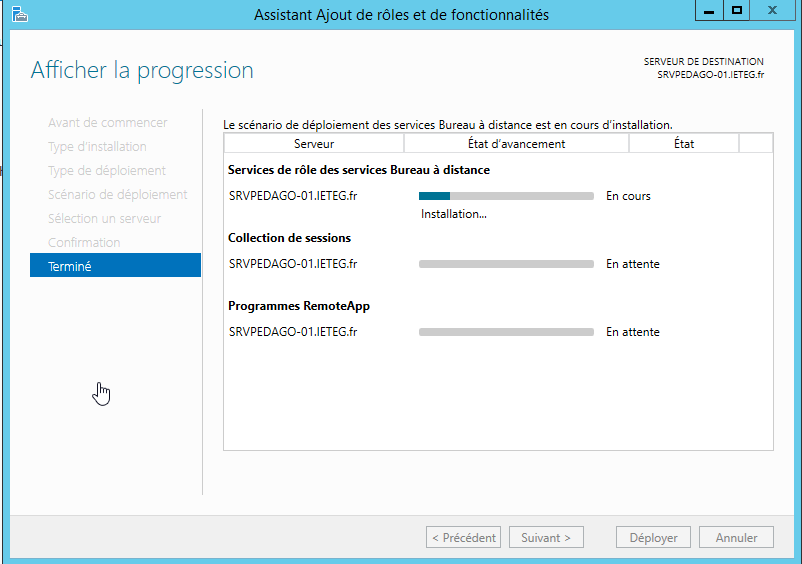 Assistant Ajout de rôles et de fonctionnalités
Afficher la progression
SERVEUR DE DESTINATION
SRVPEDAGO-01.IETEG.fr
Avant de commencer
Type d'installation
Type de déploiement
Scénario de déploiement
Sélection un serveur
Confirmation
Terminé
Le scénario de déploiement des services Bureau à distance est en cours d'installation.
Serveur État d'avancement État
Services de rôle des services Bureau à distance
SRVPEDAGO-01.IETEG.fr En cours
Installation...
Collection de sessions
SRVPEDAGO-01.IETEG.fr En attente
Programmes RemoteApp
SRVPEDAGO-01.IETEG.fr En attente
< Précédent Suivant > Déployer Annuler